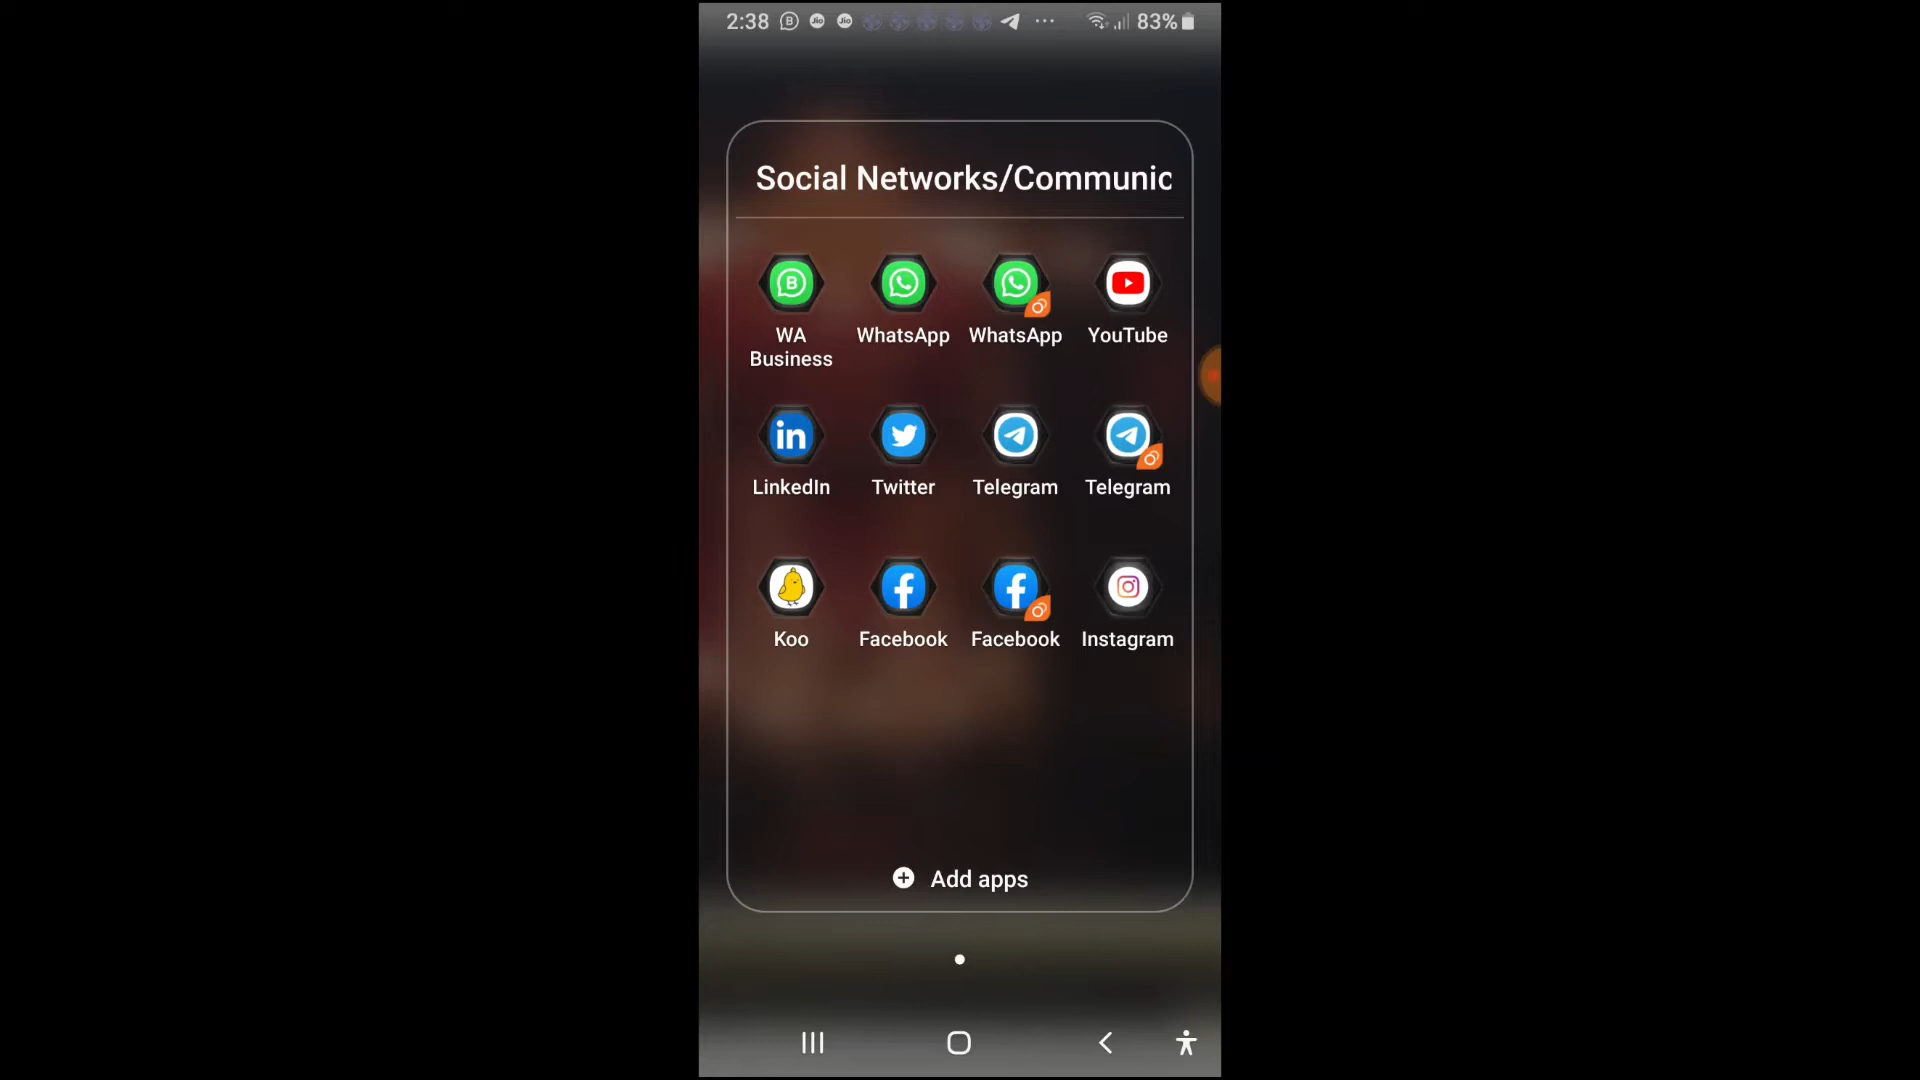 2:38 83%
Social Networks/Communic
WA Business WhatsApp WhatsApp YouTube
LinkedIn Twitter Telegram Telegram
Koo Facebook Facebook Instagram
Add apps